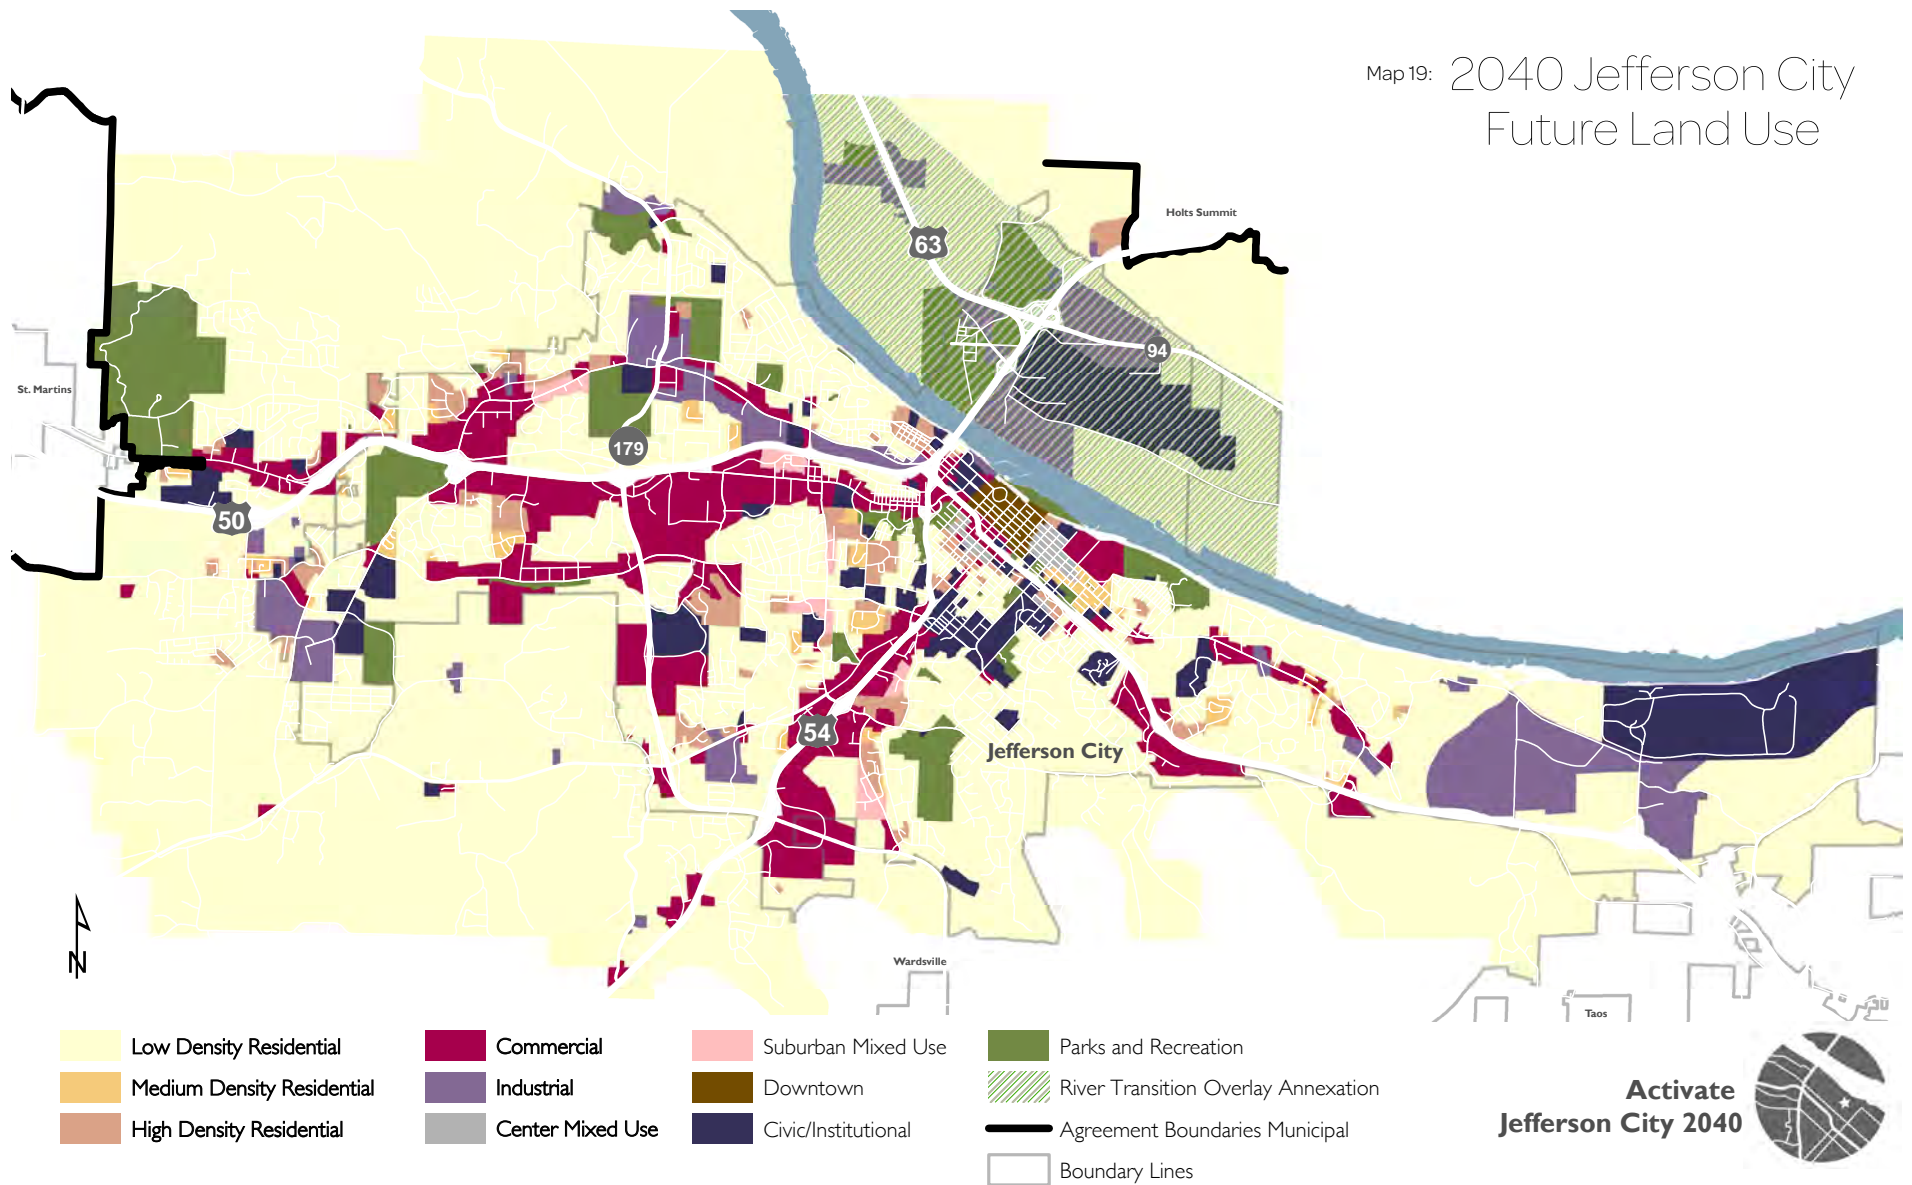 Map 19: 2040 Jefferson City
Future Land Use
Holts Summit
63
94
St. Martins
179
50
54
Jefferson City
N
Wardsville
Taos
Low Density Residential
Medium Density Residential
High Density Residential
Commercial
Industrial
Center Mixed Use
Suburban Mixed Use
Downtown
Civic/Institutional
Parks and Recreation
River Transition Overlay Annexation
Agreement Boundaries Municipal
Boundary Lines
Activate
Jefferson City 2040